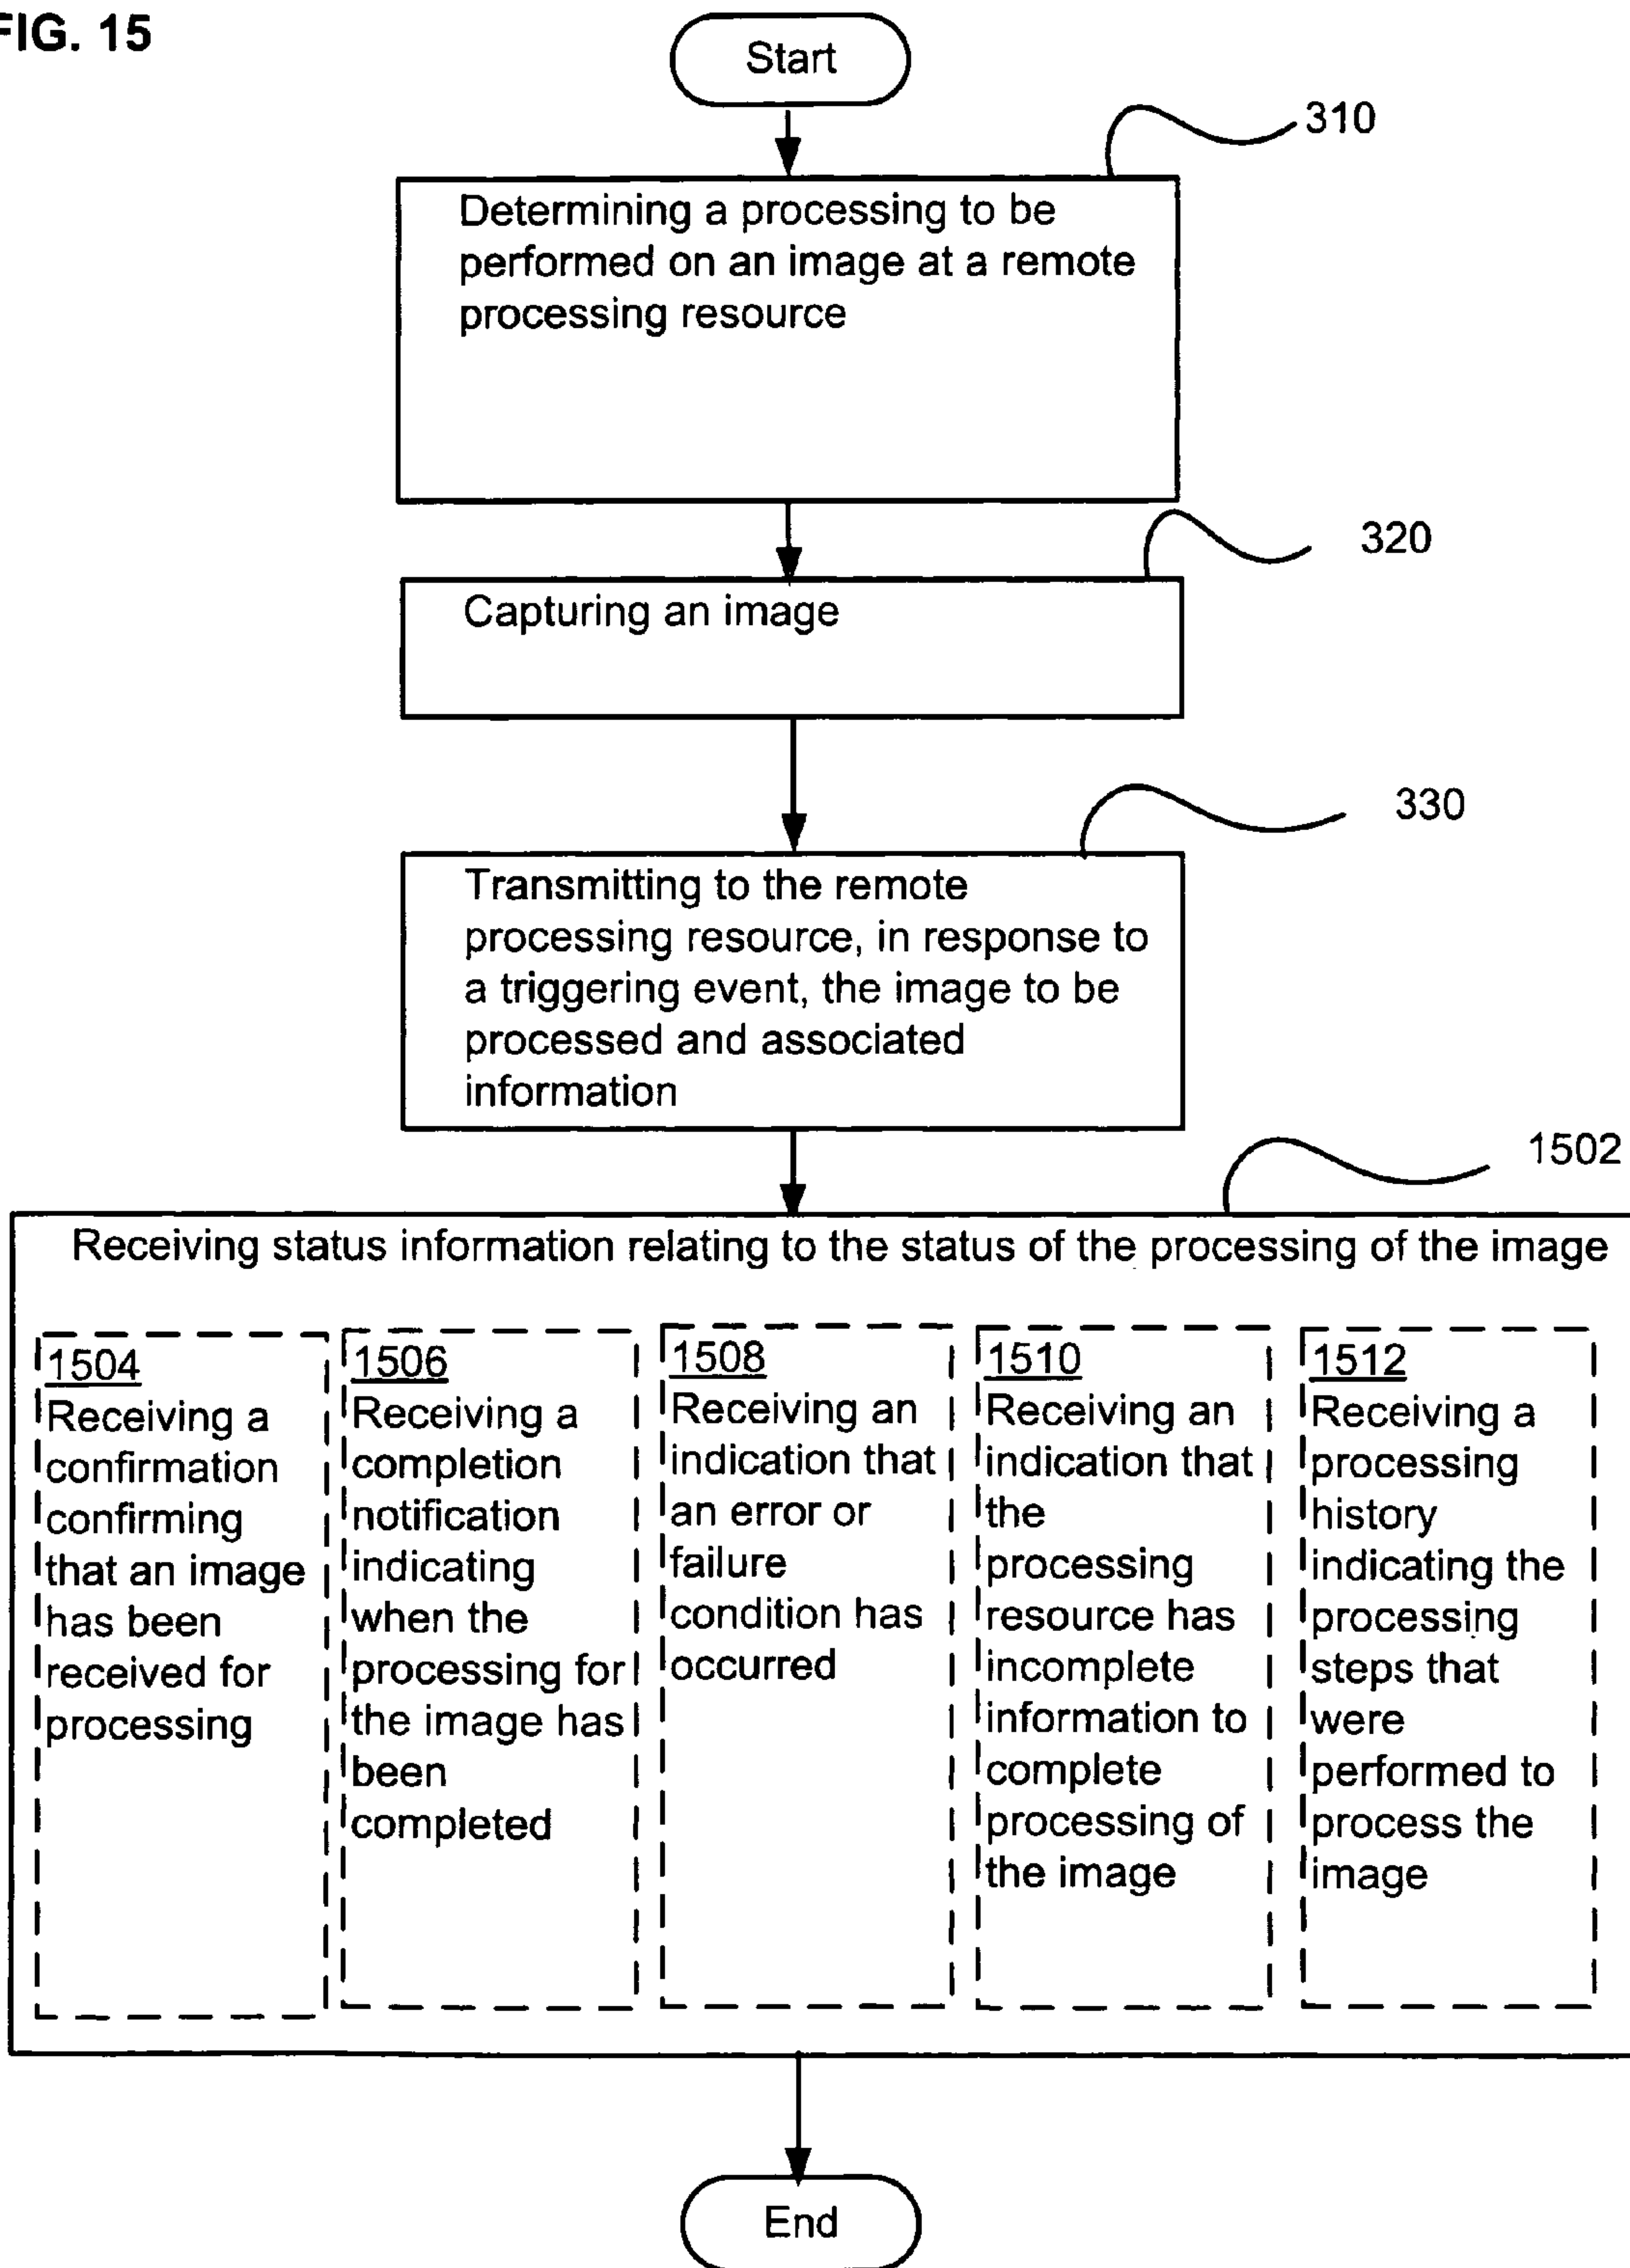 FIG. 15
Start
310
Determining a processing to be
performed on an image at a remote
processing resource
320
Capturing an image
330
Transmitting to the remote
processing resource, in response to
a triggering event, the image to be
processed and associated
information
1502
Receiving status information relating to the status of the processing of the image
1504
Receiving a
confirmation
confirming
that an image
has been
received for
processing
1506
Receiving a
completion
notification
indicating
when the
processing for
the image has
been
completed
1508
Receiving an
indication that
an error or
failure
condition has
occurred
1510
Receiving an
indication that
the
processing
resource has
incomplete
information to
complete
processing of
the image
1512
Receiving a
processing
history
indicating the
processing
steps that
were
performed to
process the
image
End